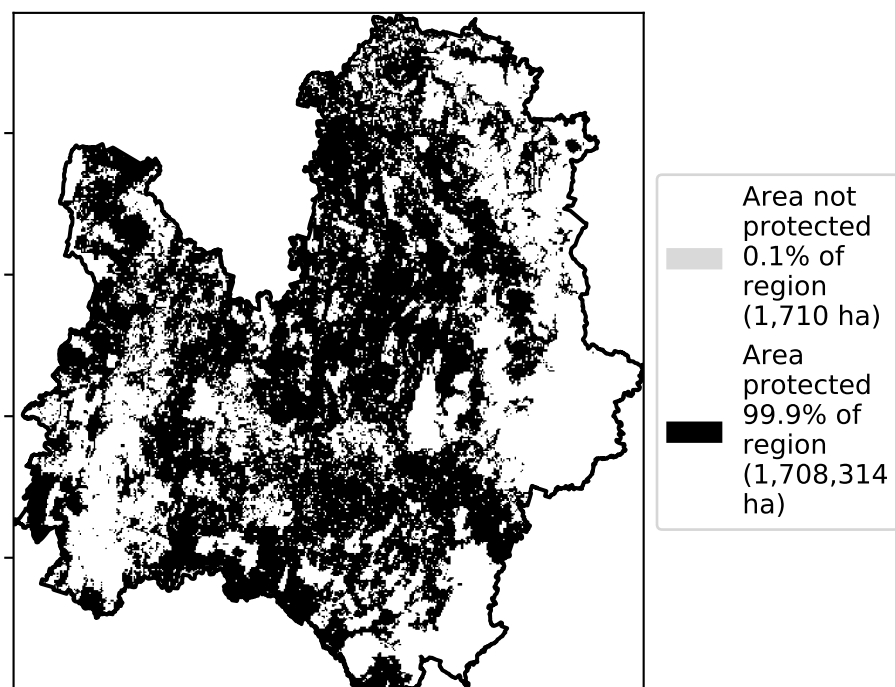 Area not
protected
0.1% of
region
(1,710 ha)
Area
protected
99.9% of
region
(1,708,314
ha)